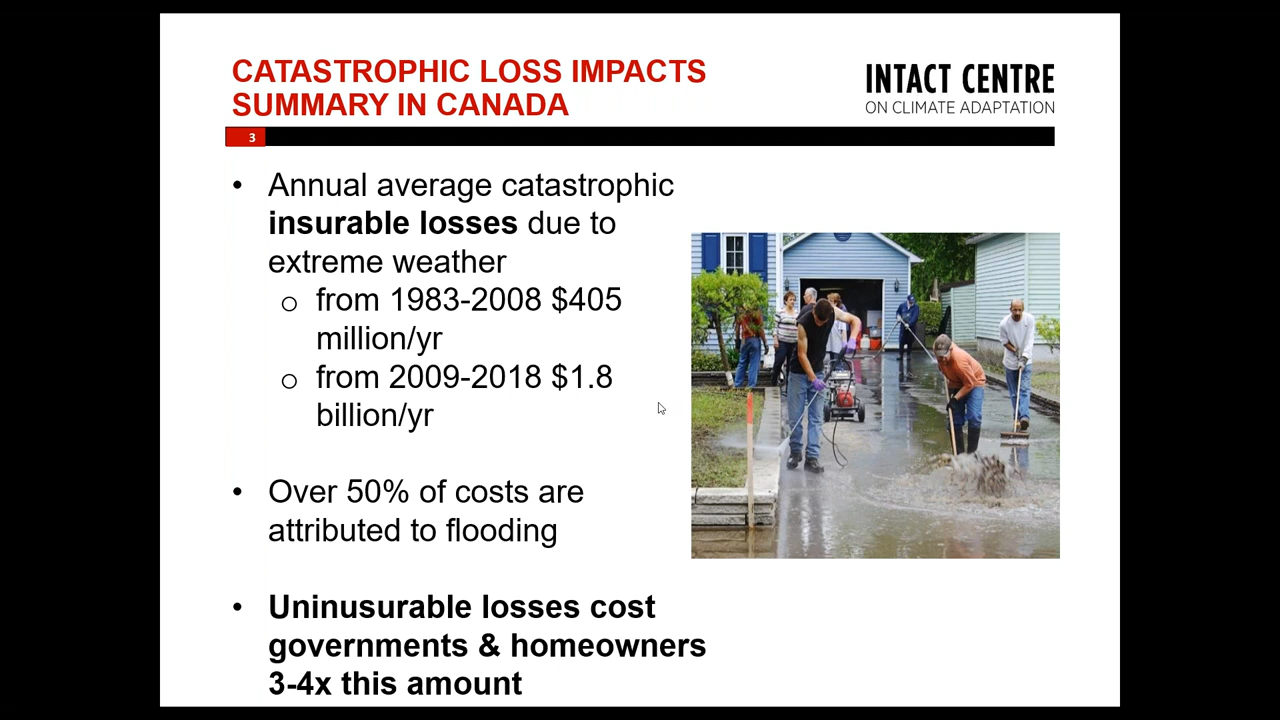 CATASTROPHIC LOSS IMPACTS
SUMMARY IN CANADA
INTACT CENTRE
ON CLIMATE ADAPTATION
3
• Annual average catastrophic
insurable losses due to
extreme weather
o from 1983-2008 $405
million/yr
o from 2009-2018 $1.8
billion/yr
• Over 50% of costs are
attributed to flooding
• Uninusurable losses cost
governments & homeowners
3-4x this amount